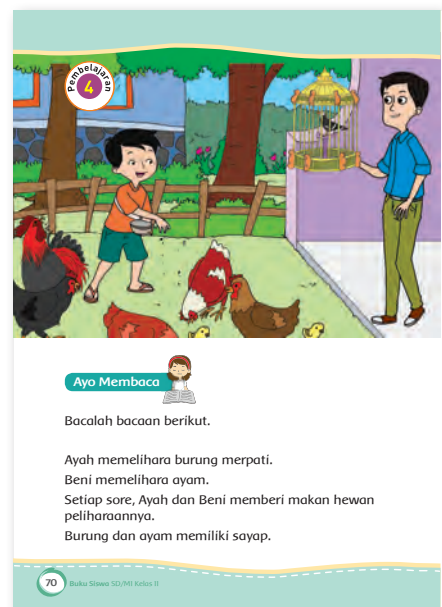 Pembelajaran
4
Ayo Membaca
Bacalah bacaan berikut.
Ayah memelihara burung merpati.
Beni memelihara ayam.
Setiap sore, Ayah dan Beni memberi makan hewan
peliharaannya.
Burung dan ayam memiliki sayap.
70 Buku Siswa SD/MI Kelas II